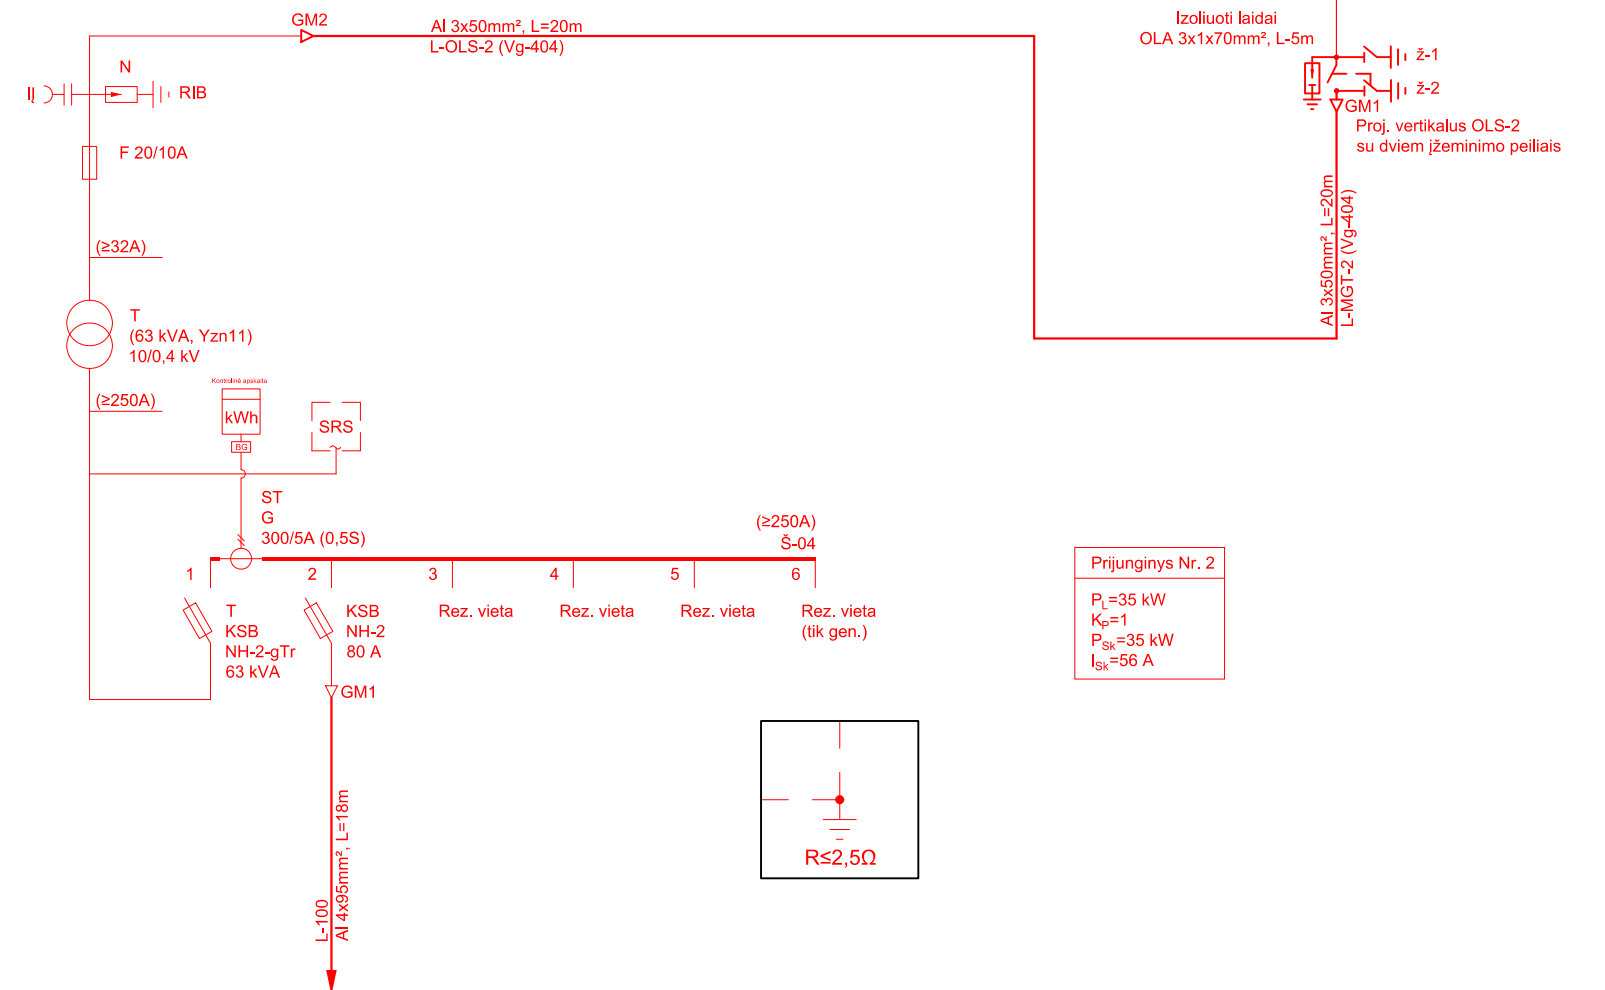 GM2
Al 3x50mm², L=20m
L-OLS-2 (Vg-404)
Izoliuoti laidai
OLA 3x1x70mm², L-5m
ž-1
ž-2
GM1
Proj. vertikalus OLS-2
su dviem įžeminimo peiliais
Al 3x50mm², L=20m
L-MGT-2 (Vg-404)
N
IĮ
RIB
F 20/10A
(≥32A)
T
(63 kVA, Yzn11)
10/0,4 kV
(≥250A)
Kontrolinė apskaita
kWh
BG
SRS
ST
G
300/5A (0,5S)
(≥250A)
Š-04
1
2
3
4
5
6
T
KSB
NH-2-gTr
63 kVA
KSB
NH-2
80 A
Rez. vieta
Rez. vieta
Rez. vieta
Rez. vieta
(tik gen.)
GM1
L-100
Al 4x95mm², L=18m
Prijunginys Nr. 2
PL=35 kW
KP=1
PSk=35 kW
ISk=56 A
R≤2,5Ω